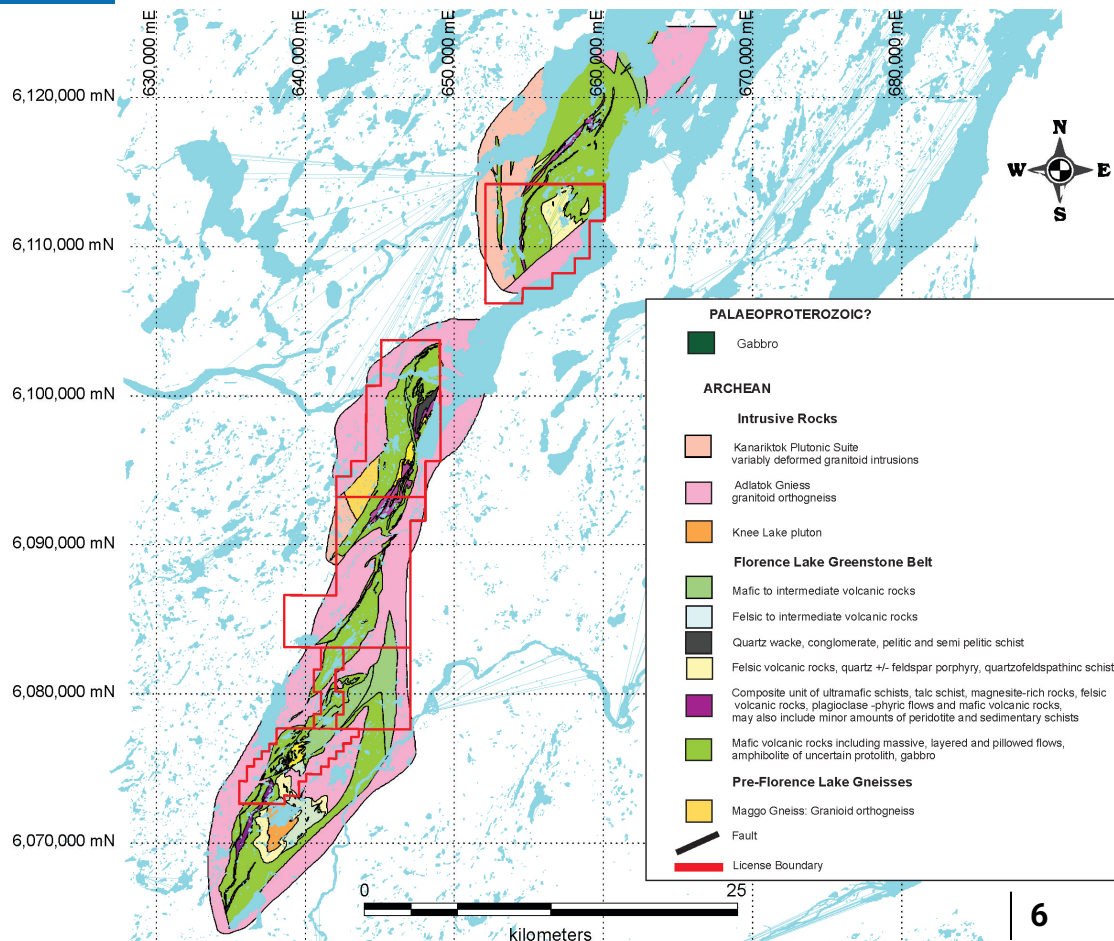 630,000 mE
640,000 mE
650,000 mE
660,000 mE
670,000 mE
680,000 mE
6,120,000 mN
6,110,000 mN
6,100,000 mN
6,090,000 mN
6,080,000 mN
6,070,000 mN
N
W E
S
PALAEOPROTEROZOIC?
Gabbro
ARCHEAN
Intrusive Rocks
Kanariktok Plutonic Suite
variably deformed granitoid intrusions
Adlatok Gniess
granitoid orthogneiss
Knee Lake pluton
Florence Lake Greenstone Belt
Mafic to intermediate volcanic rocks
Felsic to intermediate volcanic rocks
Quartz wacke, conglomerate, pelitic and semi pelitic schist
Felsic volcanic rocks, quartz +/- feldspar porphyry, quartzofeldspathinc schist
Composite unit of ultramafic schists, talc schist, magnesite-rich rocks, felsic
volcanic rocks, plagioclase -phyric flows and mafic volcanic rocks,
may also include minor amounts of peridotite and sedimentary schists
Mafic volcanic rocks including massive, layered and pillowed flows,
amphibolite of uncertain protolith, gabbro
Pre-Florence Lake Gneisses
Maggo Gneiss: Granioid orthogneiss
Fault
License Boundary
0 25
kilometers
6